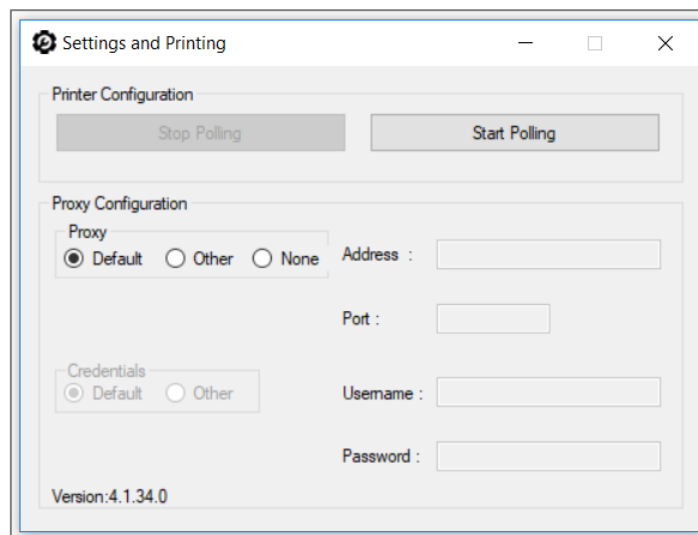 Settings and Printing
Printer Configuration
Stop Polling Start Polling
Proxy Configuration
Proxy
Default Other None Address :
Port :
Credentials
Default Other Username :
Password :
Version:4.1.34.0